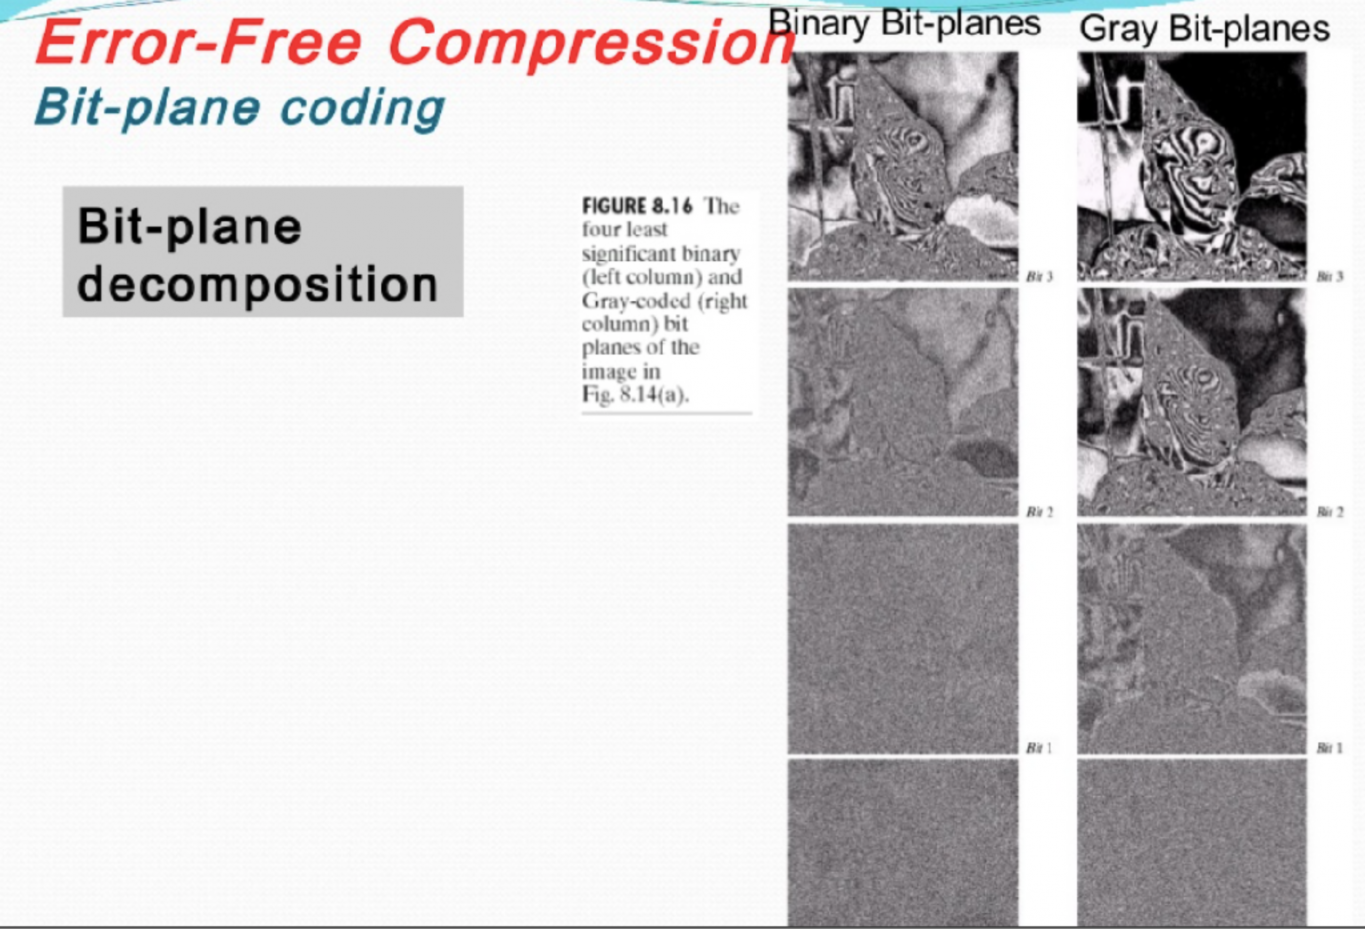 Error-Free Compression
Bit-plane coding
Binary Bit-planes
Gray Bit-planes
Bit-plane
decomposition
FIGURE 8.16 The
four least
significant binary
(left column) and
Gray-coded (right
column) bit
planes of the
image in
Fig. 8.14(a).
Bit 3
Bit 3
Bit 2
Bit 2
Bit 1
Bit 1